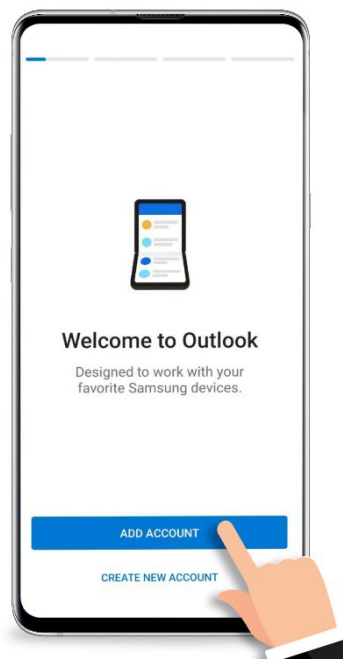 Welcome to Outlook
Designed to work with your
favorite Samsung devices.
ADD ACCOUNT
CREATE NEW ACCOUNT